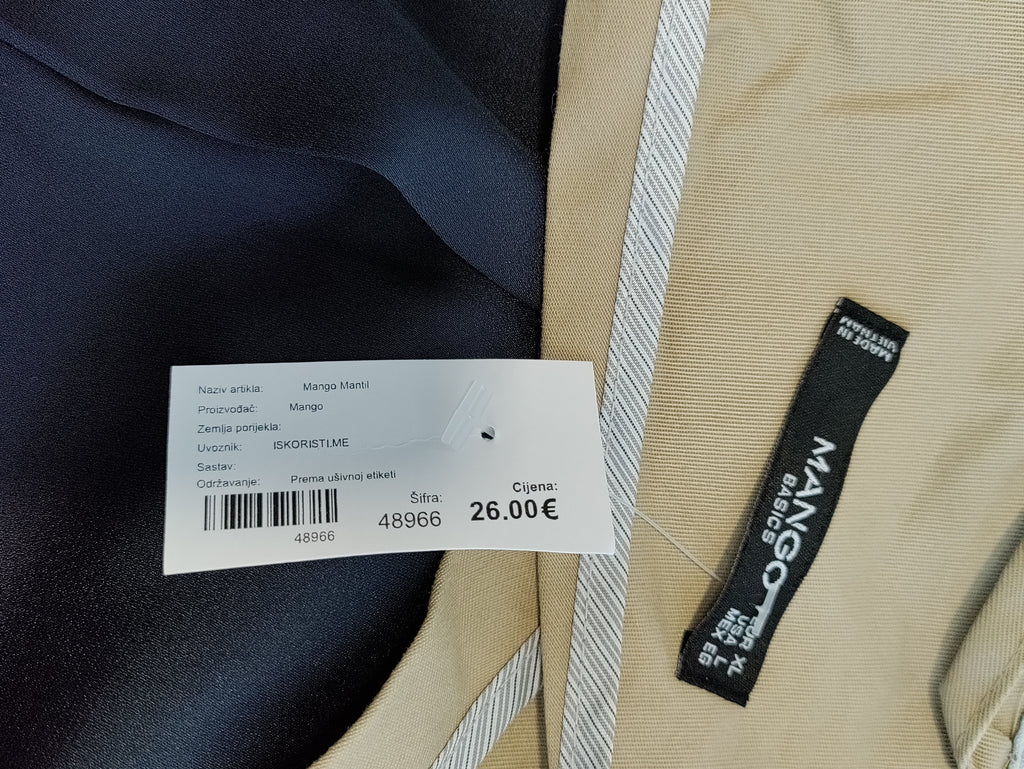 Naziv artikla: Mango Mantil
Proizvođač: Mango
Zemlja porijekla:
Uvoznik: ISKORISTI.ME
Sastav:
Održavanje: Prema ušivnoj etiketi
48966
Šifra:
48966
Cijena:
26.00€
MADE IN
VIETNAM
MANGO
BASICS
EUR XL
USA L
MEX EG